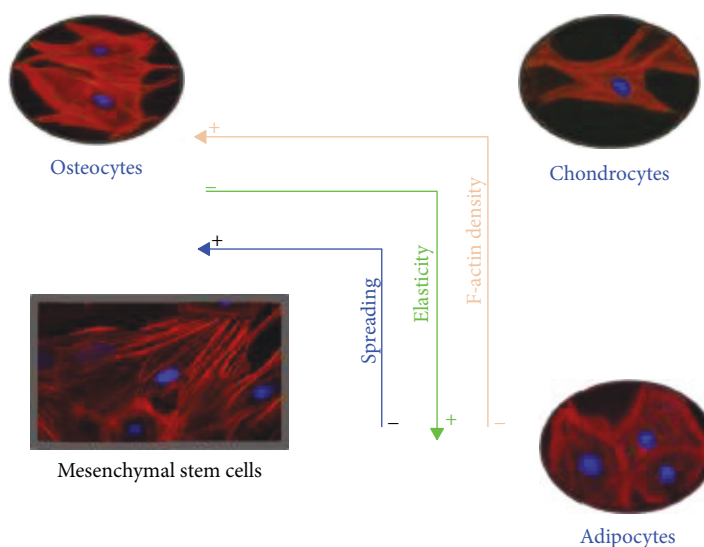 Osteocytes
Chondrocytes
+
−
+
Spreading
Elasticity
F-actin density
−
+
−
Mesenchymal stem cells
Adipocytes